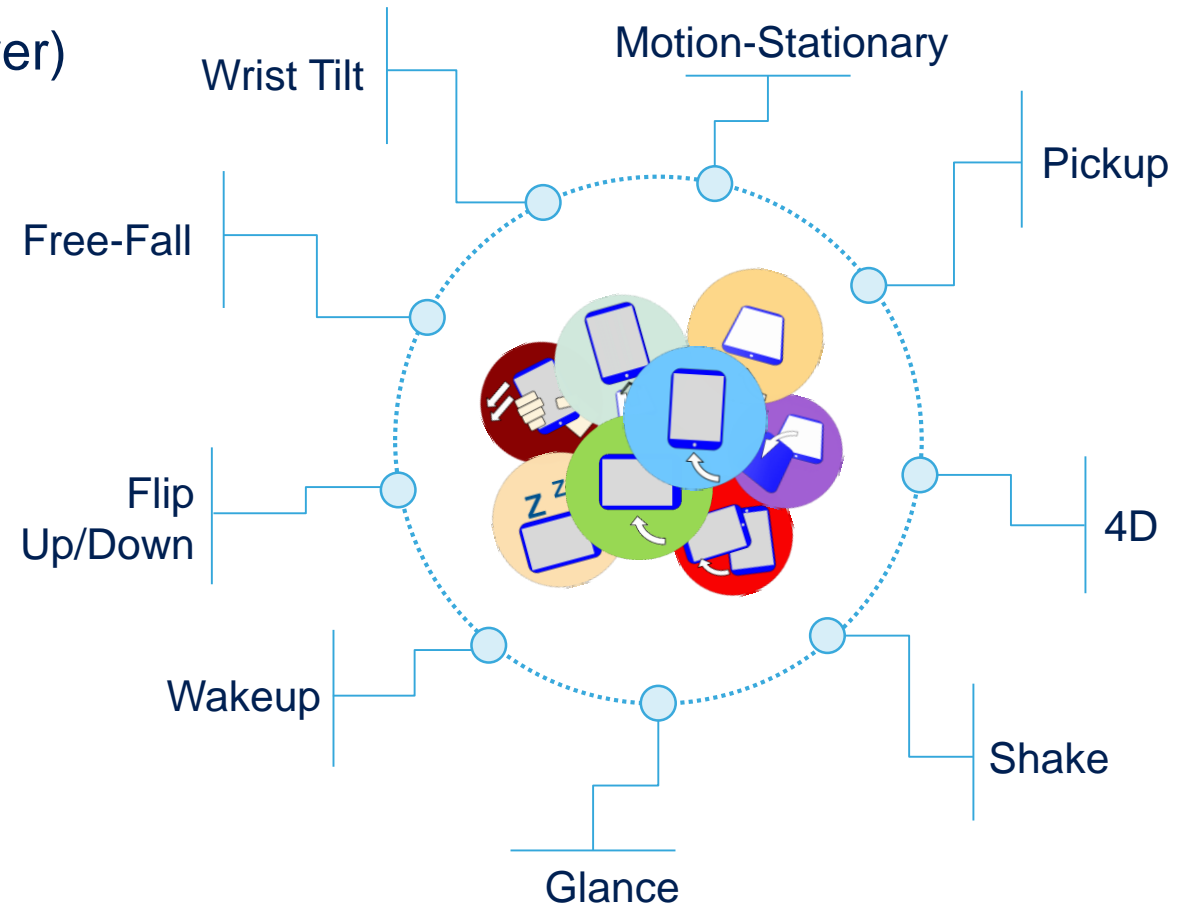 er)
Wrist Tilt
Motion-Stationary
Pickup
Free-Fall
Flip
Up/Down
4D
Wakeup
Shake
Glance
z z